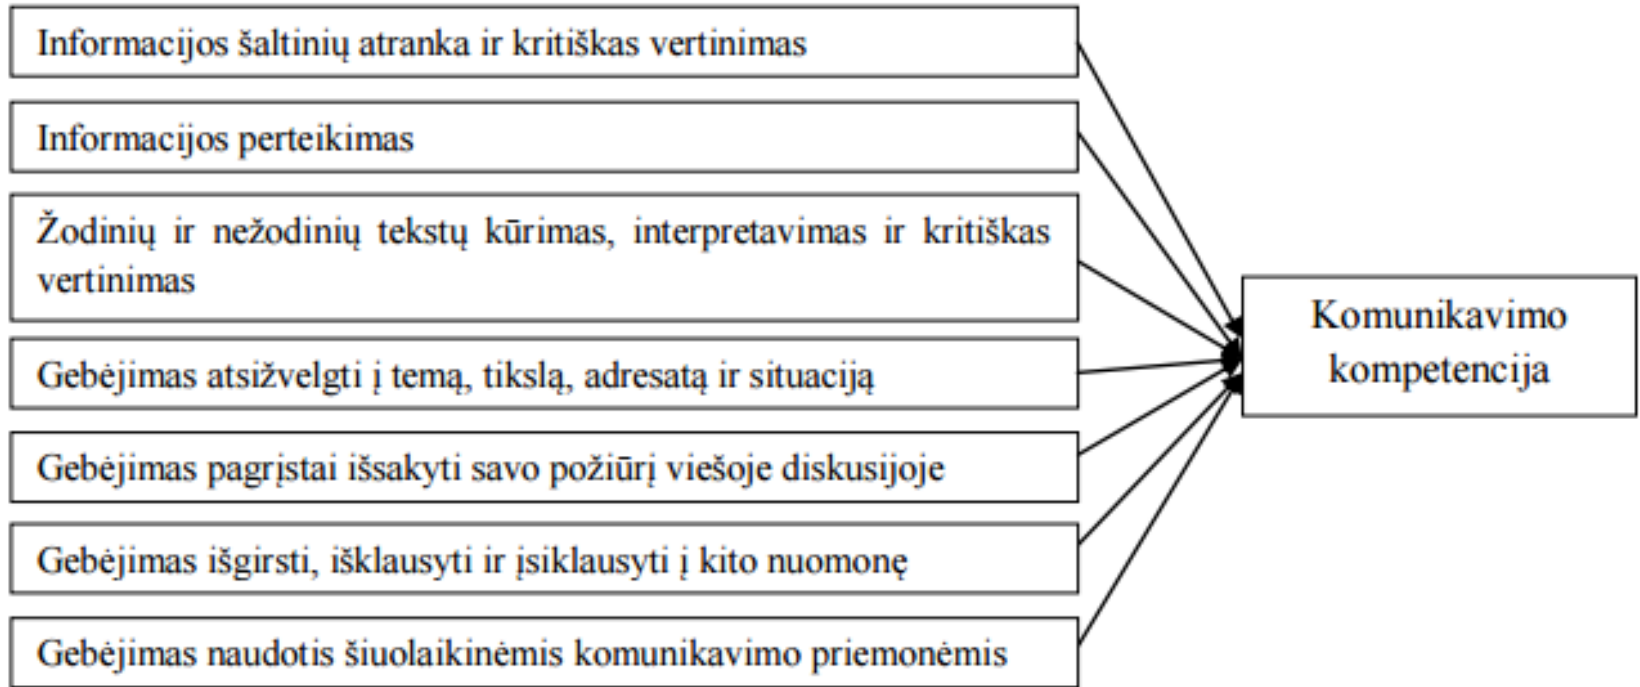 Informacijos šaltinių atranka ir kritiškas vertinimas
Informacijos perteikimas
Žodinių ir nežodinių tekstų kūrimas, interpretavimas ir kritiškas
vertinimas
Gebėjimas atsižvelgti į temą, tikslą, adresatą ir situaciją
Gebėjimas pagrįstai išsakyti savo požiūrį viešoje diskusijoje
Gebėjimas išgirsti, išklausyti ir įsiklausyti į kito nuomonę
Gebėjimas naudotis šiuolaikinėmis komunikavimo priemonėmis
Komunikavimo
kompetencija